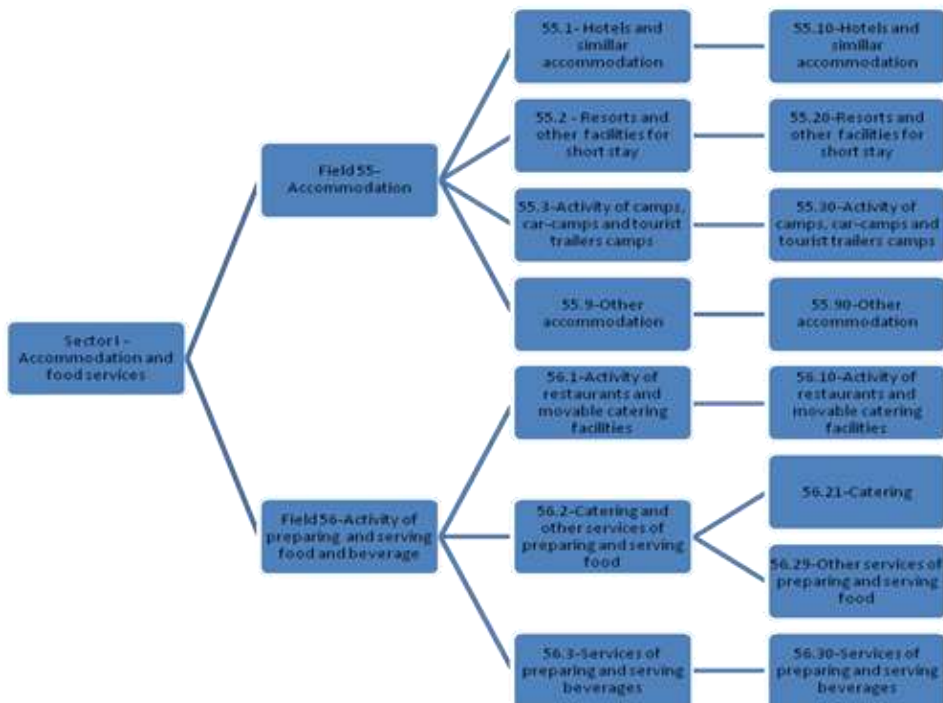 Sector I –
Accommodation and
food services
Field 55–
Accommodation
55.1- Hotels and
simillar
accommodation
55.10-Hotels and
simillar
accommodation
55.2 - Resorts and
other facilities for
short stay
55.20-Resorts and
other facilities for
short stay
55.3-Activity of camps,
car-camps and tourist
trailers camps
55.30-Activity of
camps, car-camps and
tourist trailers camps
55.9-Other
accommodation
55.90-Other
accommodation
Field 56-Activity of
preparing and serving
food and beverage
56.1-Activity of
restaurants and
movable catering
facilities
56.10-Activity of
restaurants and
movable catering
facilities
56.2-Catering and
other services of
preparing and serving
food
56.21-Catering
56.29-Other services of
preparing and serving
food
56.3-Services of
preparing and serving
beverages
56.30-Services of
preparing and serving
beverages